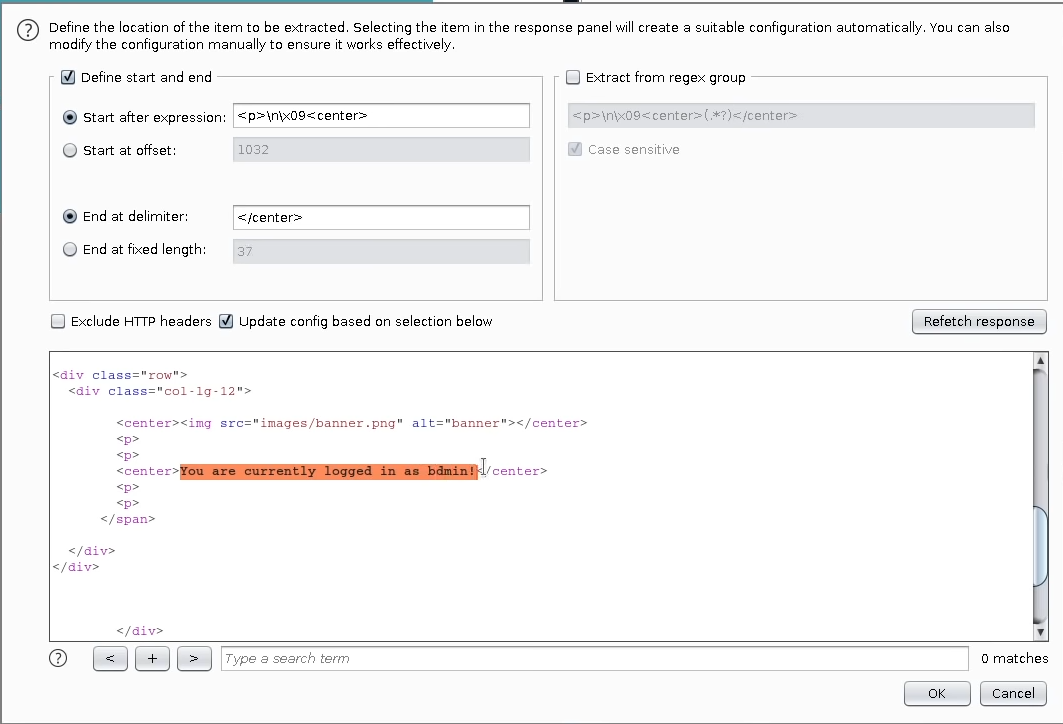 Define the location of the item to be extracted. Selecting the item in the response panel will create a suitable configuration automatically. You can also
modify the configuration manually to ensure it works effectively.
Define start and end
Start after expression: <p>\n\x09<center>
Start at offset: 1032
End at delimiter: </center>
End at fixed length: 37
Extract from regex group
<p>\n\x09<center>(.*?)</center>
Case sensitive
Exclude HTTP headers Update config based on selection below Refetch response
<div class="row">
<div class="col-lg-12">
<center><img src="images/banner.png" alt="banner"></center>
<p>
<p>
<center>You are currently logged in as bdmin!</center>
<p>
<p>
</span>
</div>
</div>
</div>
? < + > Type a search term 0 matches
OK Cancel